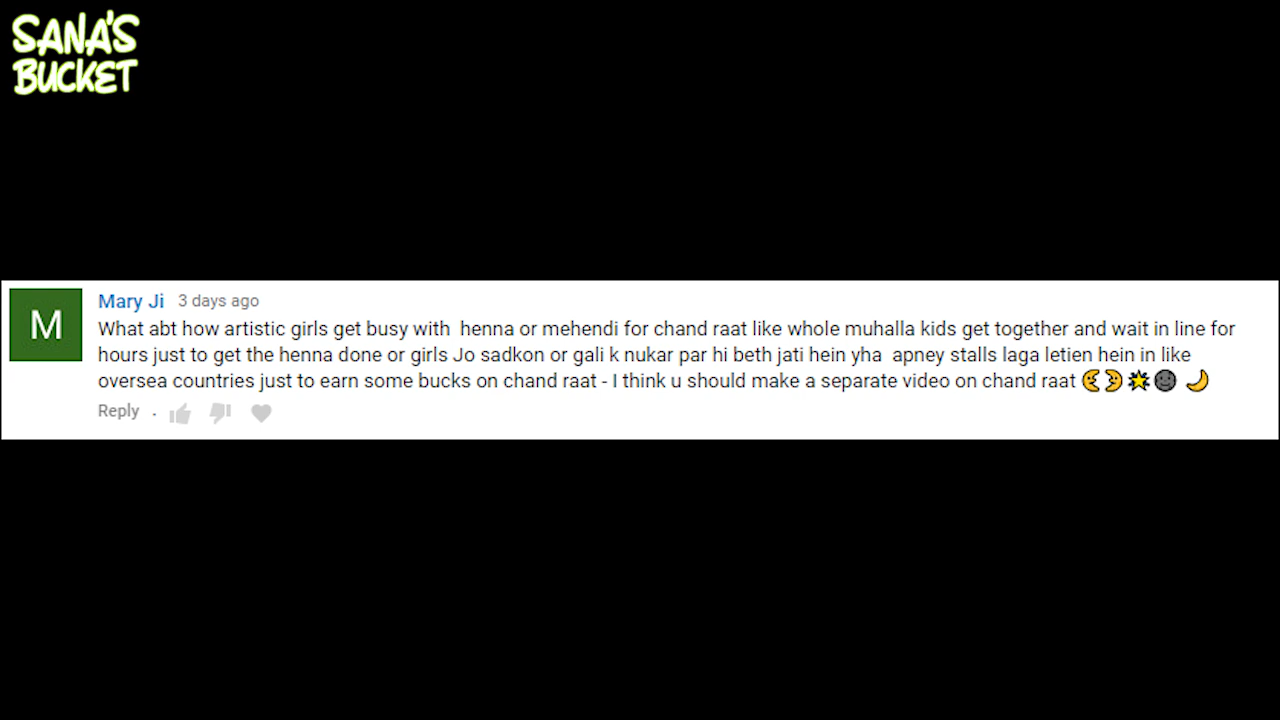 SANA'S
BUCKET
M
Mary Ji 3 days ago
What abt how artistic girls get busy with henna or mehendi for chand raat like whole muhalla kids get together and wait in line for
hours just to get the henna done or girls Jo sadkon or gali k nukar par hi beth jati hein yha apney stalls laga letien hein in like
oversea countries just to earn some bucks on chand raat - I think u should make a separate video on chand raat 🌜🌛🌟🌚 🌙
Reply .